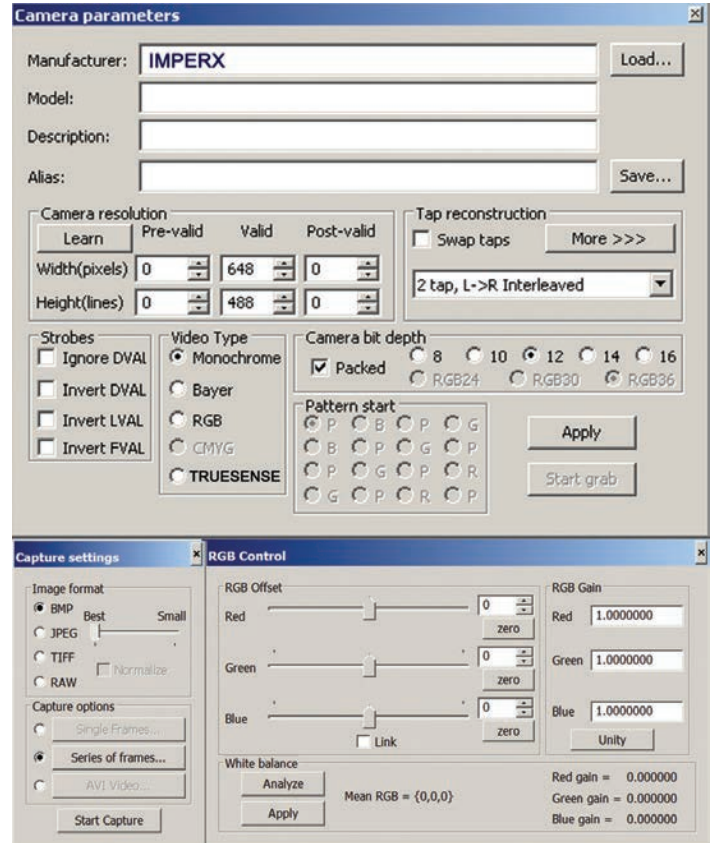 Camera parameters
Manufacturer: IMPERX Load...
Model:
Description:
Alias: Save...
Camera resolution
Learn Pre-valid Valid Post-valid
Width(pixels) 0 648 0
Height(lines) 0 488 0
Tap reconstruction
Swap taps More >>>
2 tap, L->R Interleaved
Strobes
Ignore DVAL
Invert DVAL
Invert LVAL
Invert FVAL
Video Type
Monochrome
Bayer
RGB
CMYG
TRUESENSE
Camera bit depth
Packed 8 10 12 14 16
RGB24 RGB30 RGB36
Pattern start
P B P G
B P G P
P G P R
G P R P
Apply
Start grab
Capture settings
Image format
BMP Best Small
JPEG
TIFF Normalize
RAW
Capture options
Single Frames...
Series of frames...
AVI Video...
Start Capture
RGB Control
RGB Offset
Red 0
zero
Green 0
zero
Blue 0
Link zero
RGB Gain
Red 1.0000000
Green 1.0000000
Blue 1.0000000
Unity
White balance
Analyze
Apply
Mean RGB = {0,0,0}
Red gain = 0.000000
Green gain = 0.000000
Blue gain = 0.000000